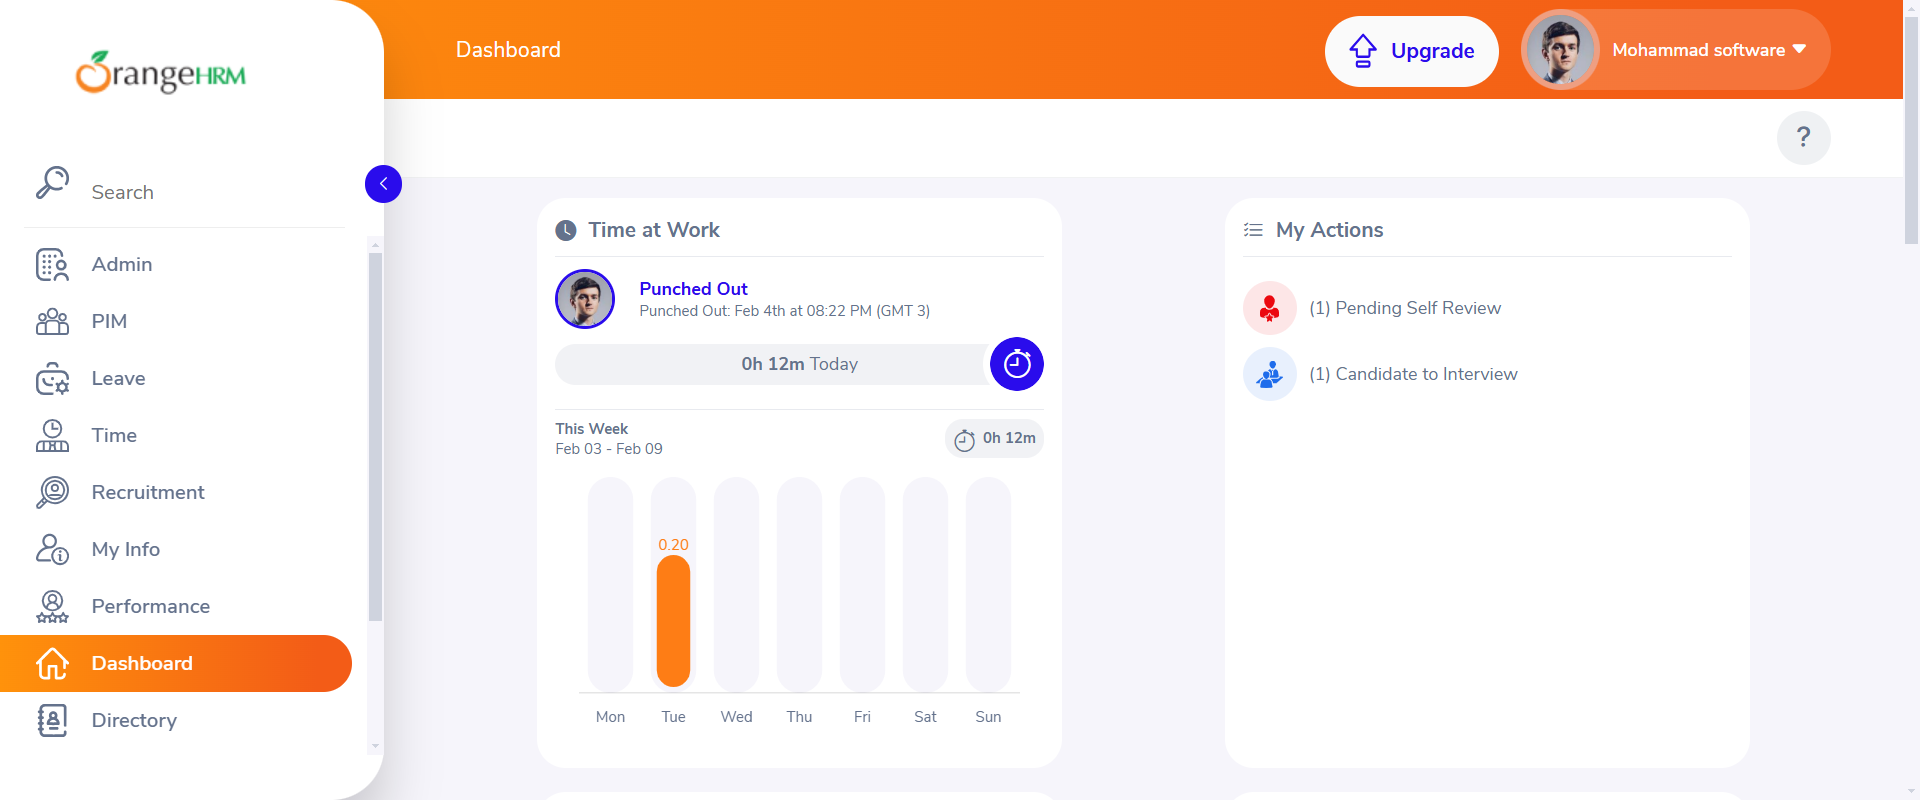 OrangeHRM
Dashboard
Upgrade
Mohammad software
?
Search
Admin
PIM
Leave
Time
Recruitment
My Info
Performance
Dashboard
Directory
Time at Work
Punched Out
Punched Out: Feb 4th at 08:22 PM (GMT 3)
0h 12m Today
This Week
Feb 03 - Feb 09
0h 12m
0.20
Mon Tue Wed Thu Fri Sat Sun
My Actions
(1) Pending Self Review
(1) Candidate to Interview